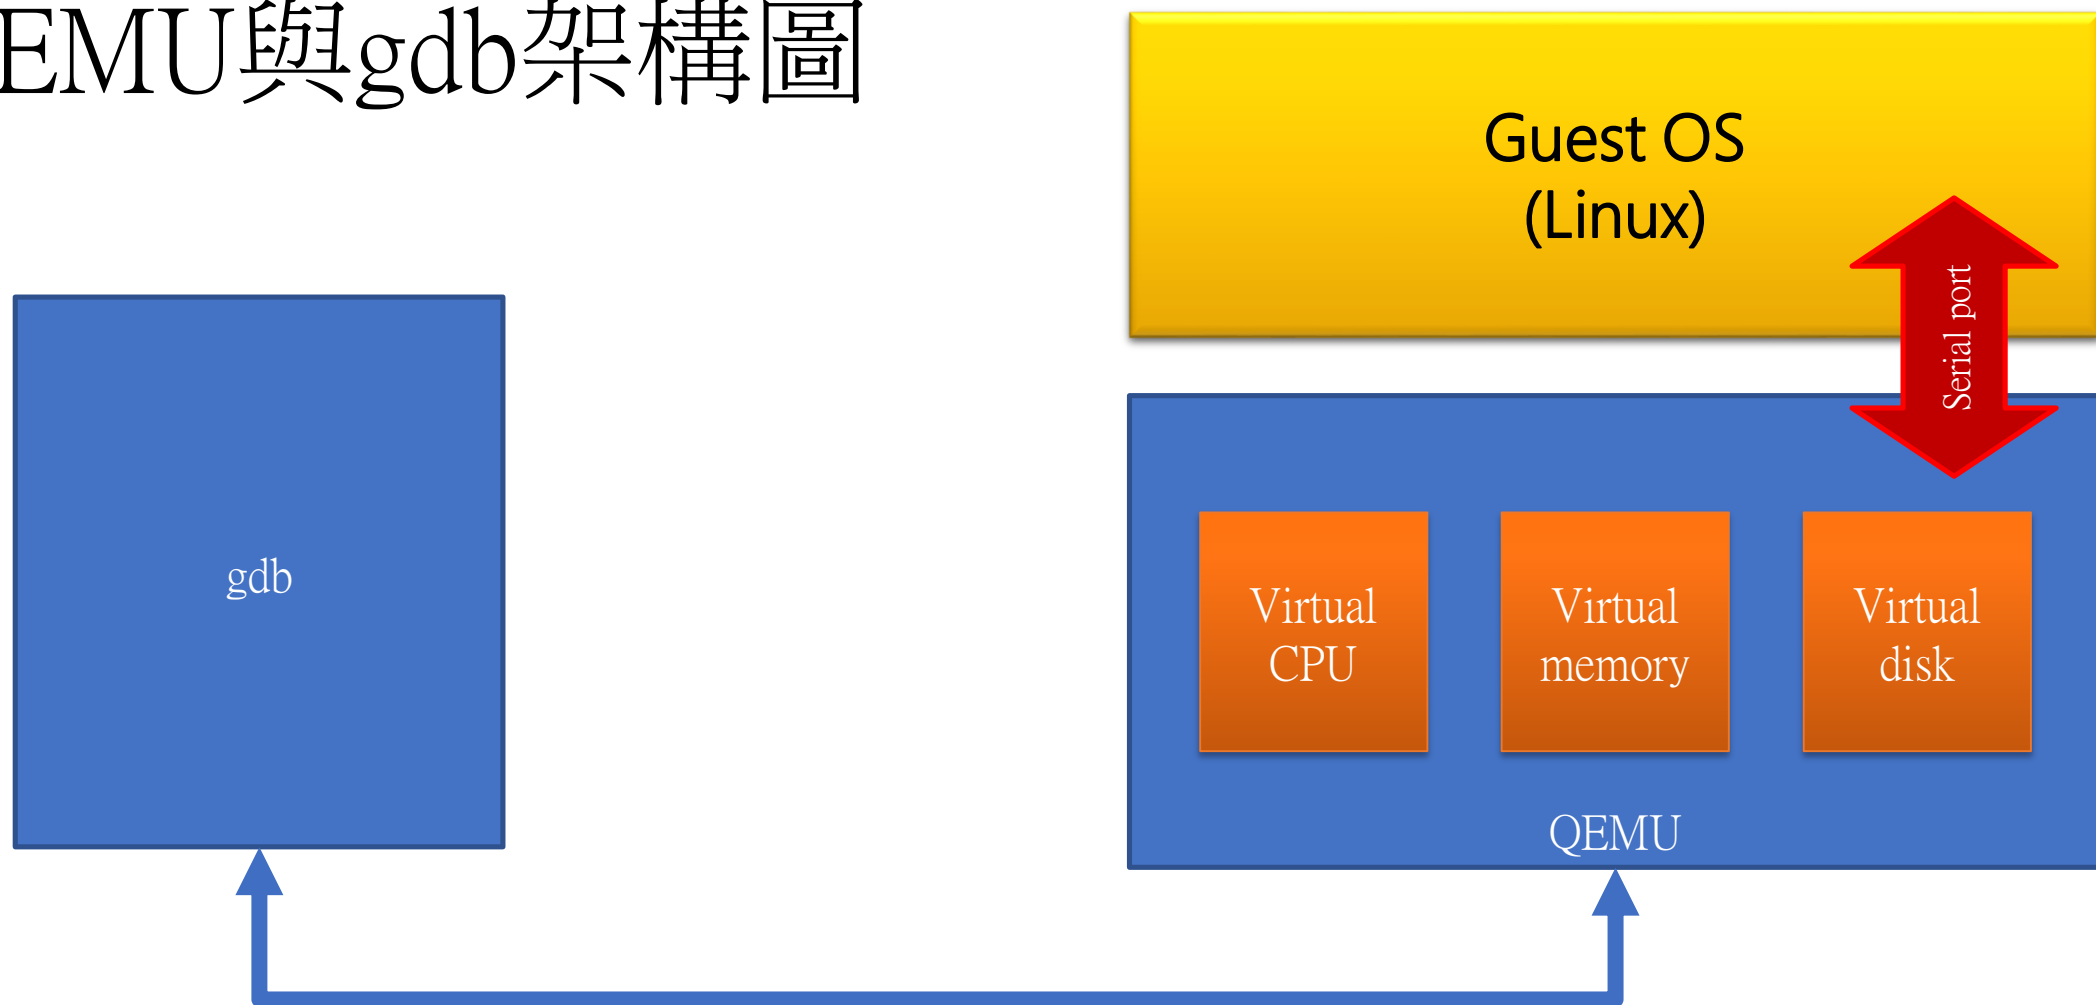 EMU與gdb架構圖
Guest OS
(Linux)
Serial port
gdb
Virtual
CPU
Virtual
memory
Virtual
disk
QEMU